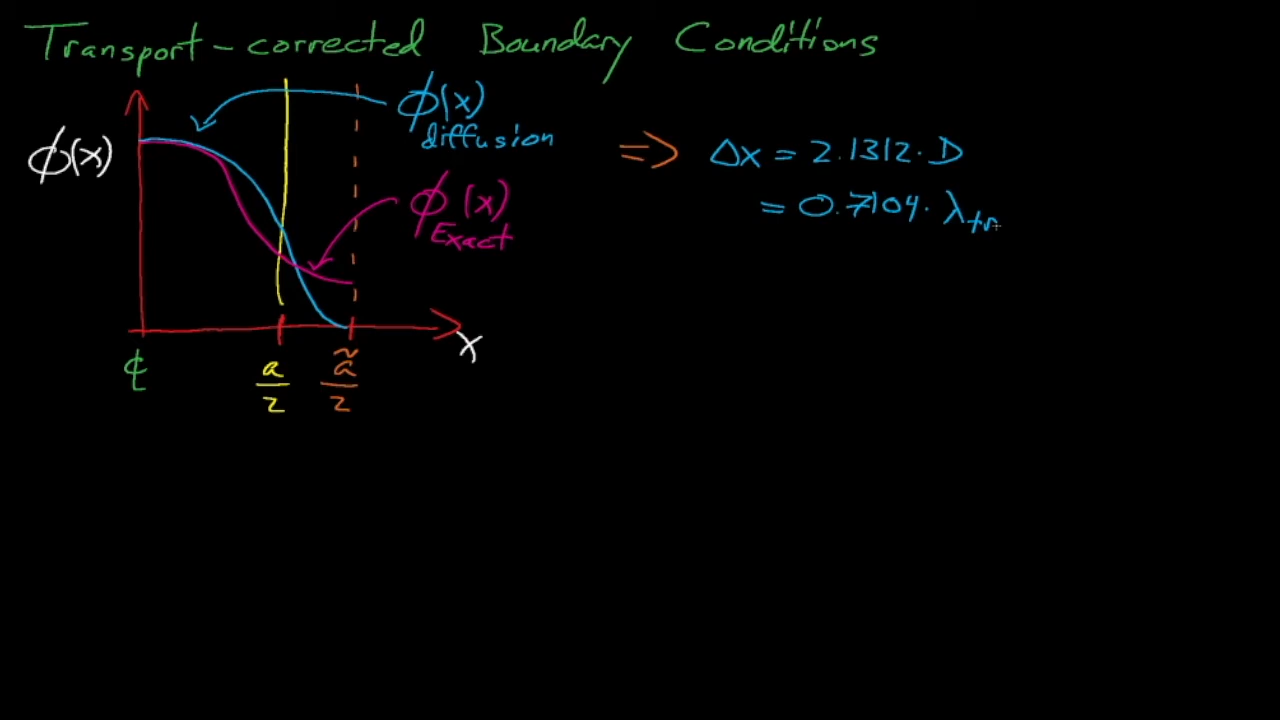 Transport-corrected Boundary Conditions
ϕ(x)
diffusion
ϕ(x)
⇒ Δx = 2.1312·D
= 0.7104·λtr
ϕ(x)
Exact
x
℄
a/2
ã/2